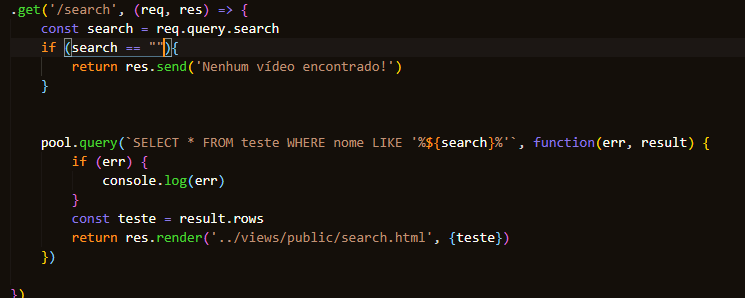 .get('/search', (req, res) => {
const search = req.query.search
if (search == ""){
return res.send('Nenhum vídeo encontrado!')
}
pool.query(`SELECT * FROM teste WHERE nome LIKE '%${search}%'`, function(err, result) {
if (err) {
console.log(err)
}
const teste = result.rows
return res.render('../views/public/search.html', {teste})
})
})